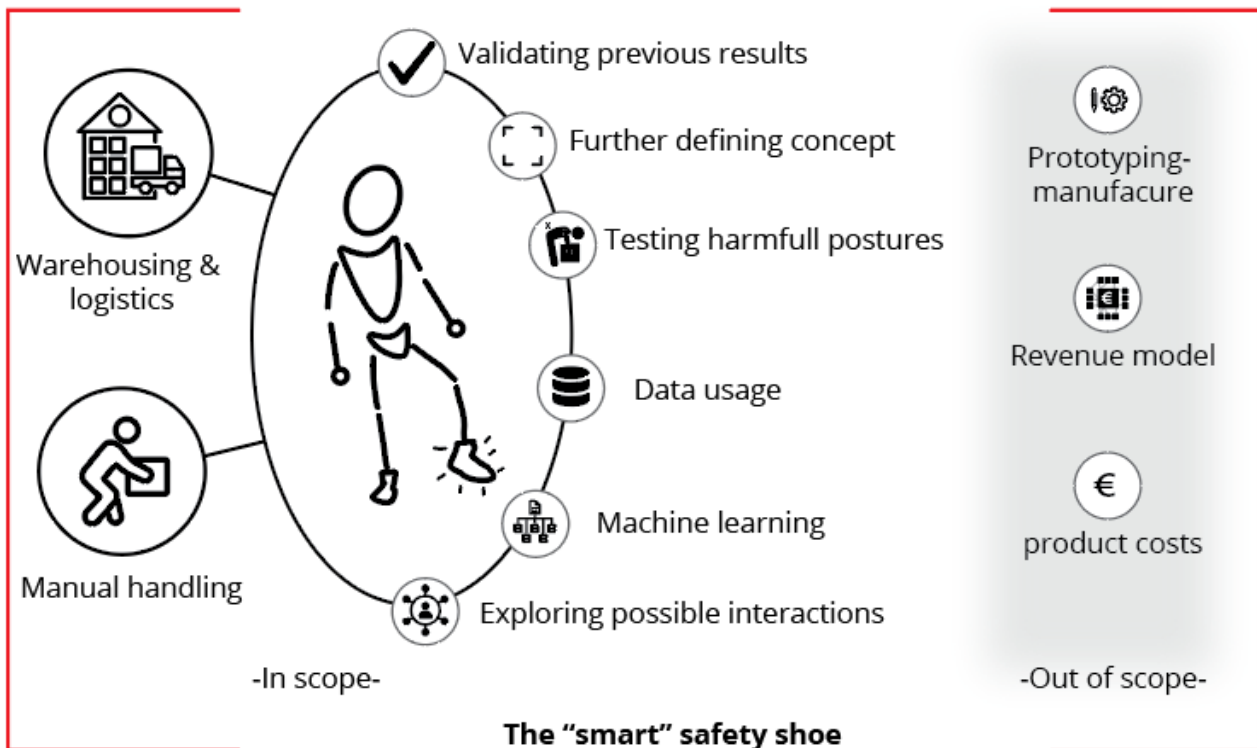 Validating previous results
Further defining concept
Testing harmfull postures
Data usage
Machine learning
Exploring possible interactions
Warehousing &
logistics
Manual handling
-In scope-
Prototyping-
manufacure
Revenue model
€
product costs
-Out of scope-
The “smart” safety shoe